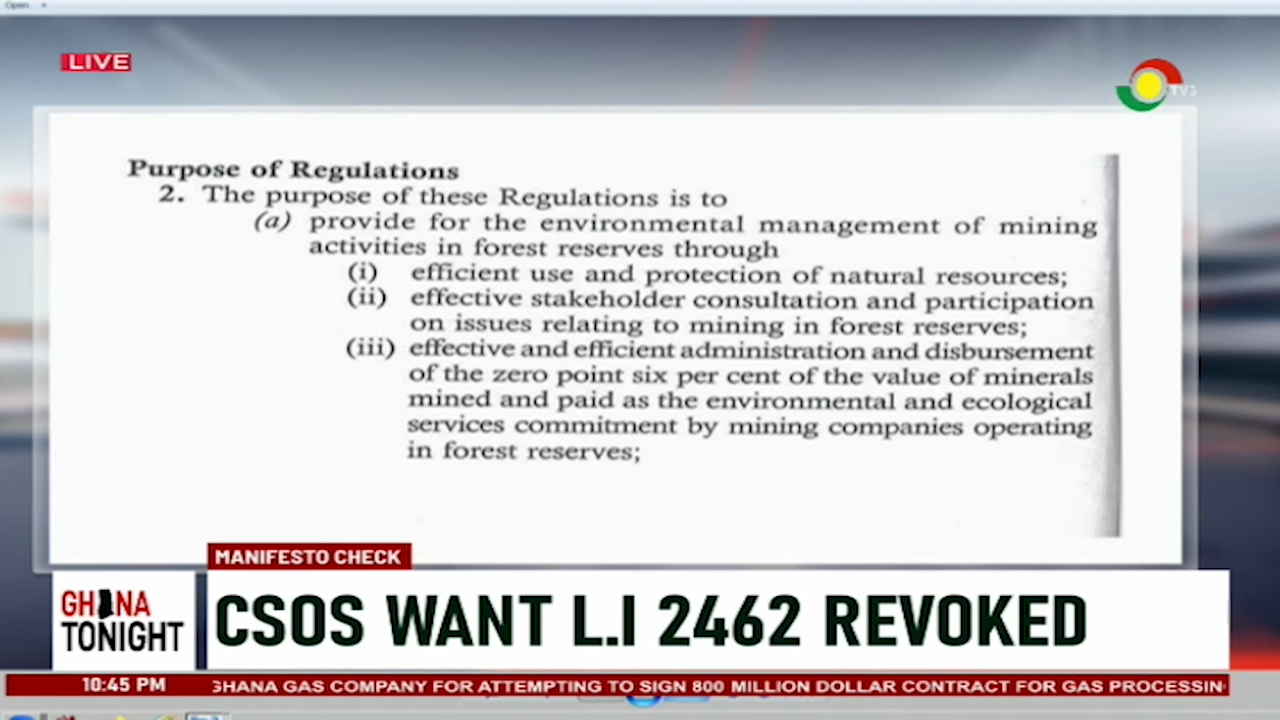 Open
LIVE
TV3
Purpose of Regulations
2. The purpose of these Regulations is to
(a) provide for the environmental management of mining
activities in forest reserves through
(i) efficient use and protection of natural resources;
(ii) effective stakeholder consultation and participation
on issues relating to mining in forest reserves;
(iii) effective and efficient administration and disbursement
of the zero point six per cent of the value of minerals
mined and paid as the environmental and ecological
services commitment by mining companies operating
in forest reserves;
MANIFESTO CHECK
GHANA
TONIGHT
CSOS WANT L.I 2462 REVOKED
10:45 PM
GHANA GAS COMPANY FOR ATTEMPTING TO SIGN 800 MILLION DOLLAR CONTRACT FOR GAS PROCESSIN